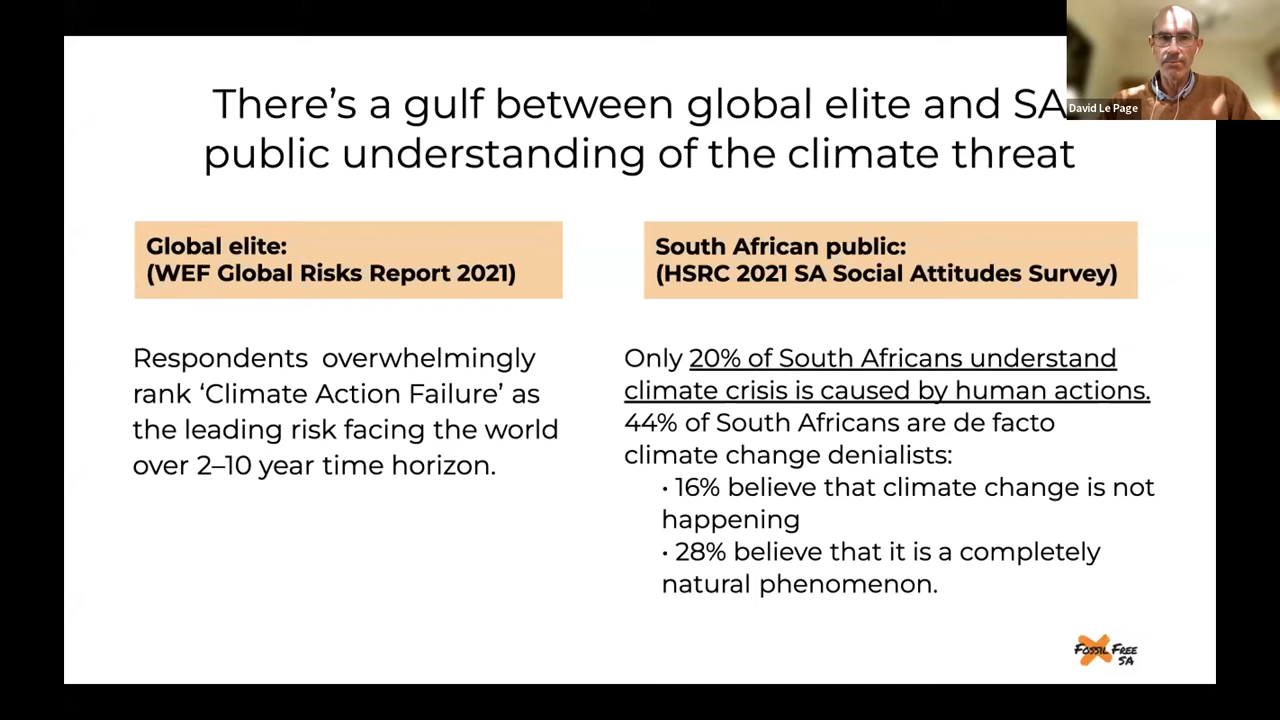 There's a gulf between global elite and SA
public understanding of the climate threat
David Le Page
Global elite:
(WEF Global Risks Report 2021)
Respondents overwhelmingly
rank ‘Climate Action Failure’ as
the leading risk facing the world
over 2–10 year time horizon.
South African public:
(HSRC 2021 SA Social Attitudes Survey)
Only 20% of South Africans understand
climate crisis is caused by human actions.
44% of South Africans are de facto
climate change denialists:
• 16% believe that climate change is not
happening
• 28% believe that it is a completely
natural phenomenon.
FOSSIL FREE
SA